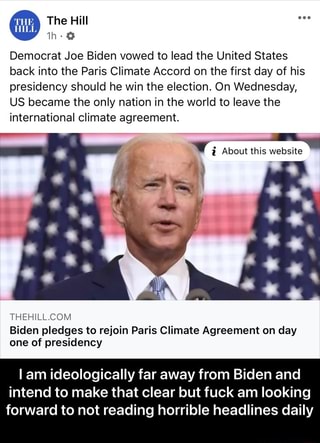 THE
HILL
The Hill
1h ·
Democrat Joe Biden vowed to lead the United States
back into the Paris Climate Accord on the first day of his
presidency should he win the election. On Wednesday,
US became the only nation in the world to leave the
international climate agreement.
i About this website
THEHILL.COM
Biden pledges to rejoin Paris Climate Agreement on day
one of presidency
I am ideologically far away from Biden and
intend to make that clear but fuck am looking
forward to not reading horrible headlines daily